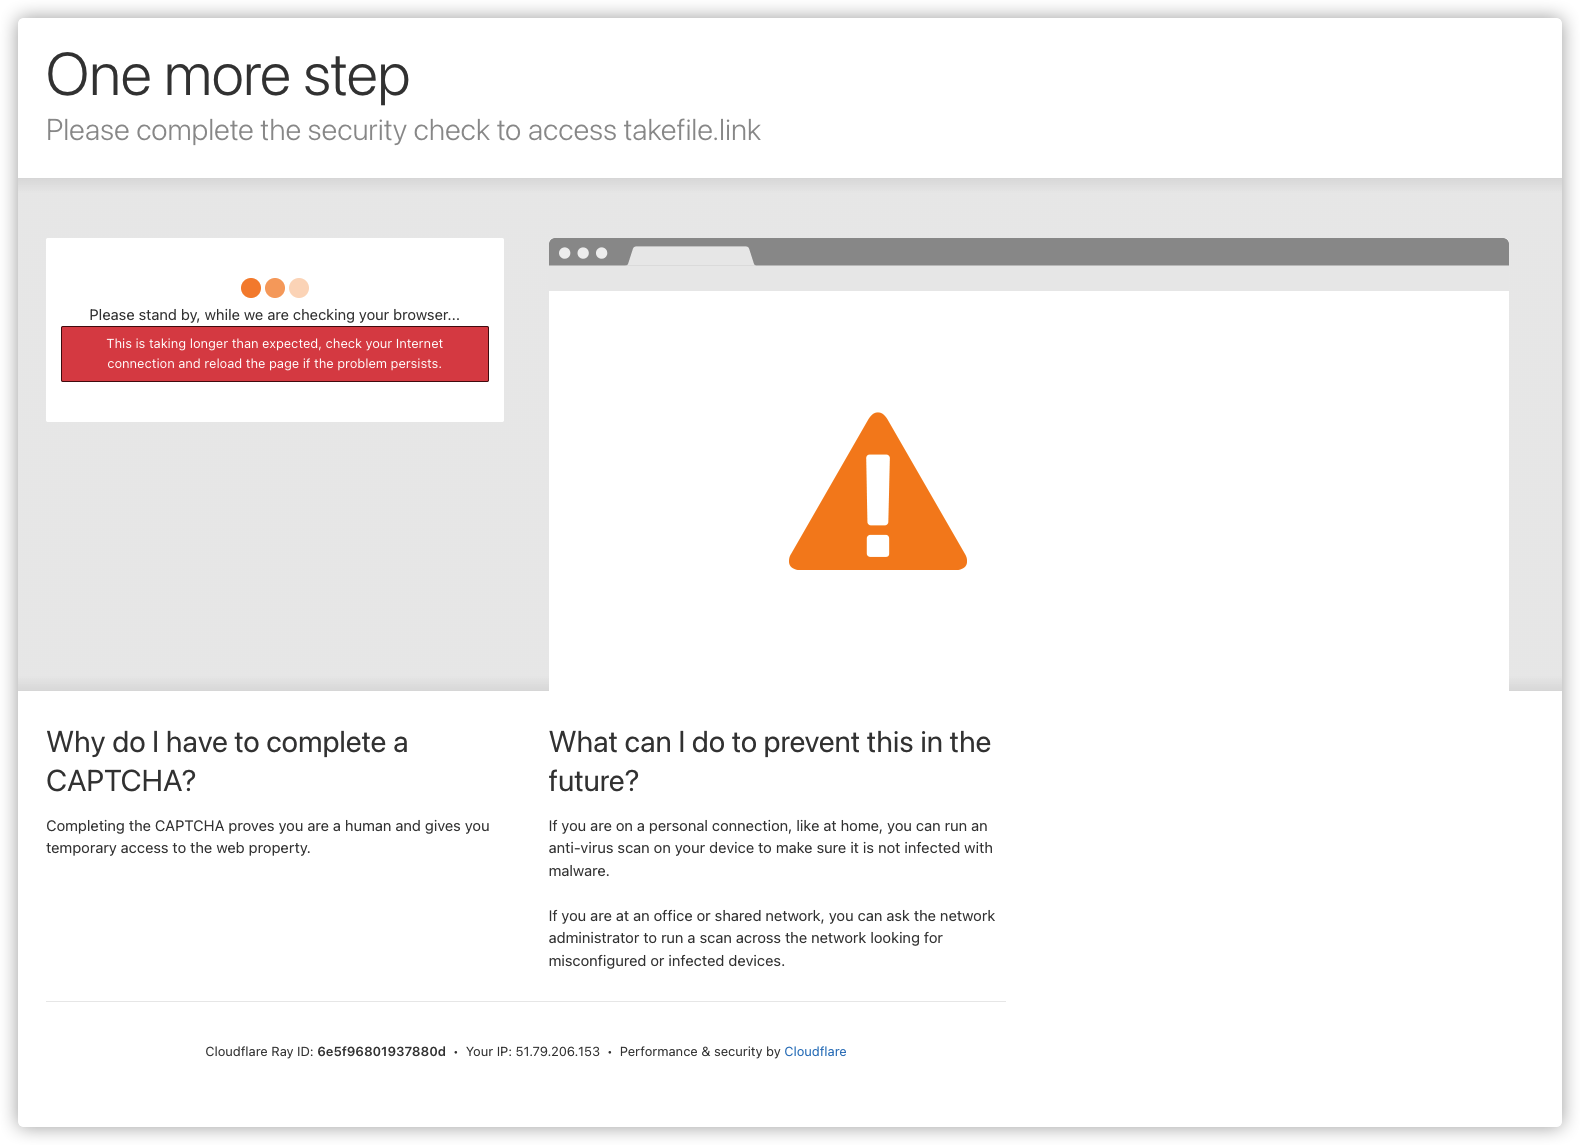 One more step
Please complete the security check to access takefile.link
Please stand by, while we are checking your browser...
This is taking longer than expected, check your Internet
connection and reload the page if the problem persists.
Why do I have to complete a
CAPTCHA?
Completing the CAPTCHA proves you are a human and gives you
temporary access to the web property.
What can I do to prevent this in the
future?
If you are on a personal connection, like at home, you can run an
anti-virus scan on your device to make sure it is not infected with
malware.
If you are at an office or shared network, you can ask the network
administrator to run a scan across the network looking for
misconfigured or infected devices.
Cloudflare Ray ID: 6e5f96801937880d • Your IP: 51.79.206.153 • Performance & security by Cloudflare